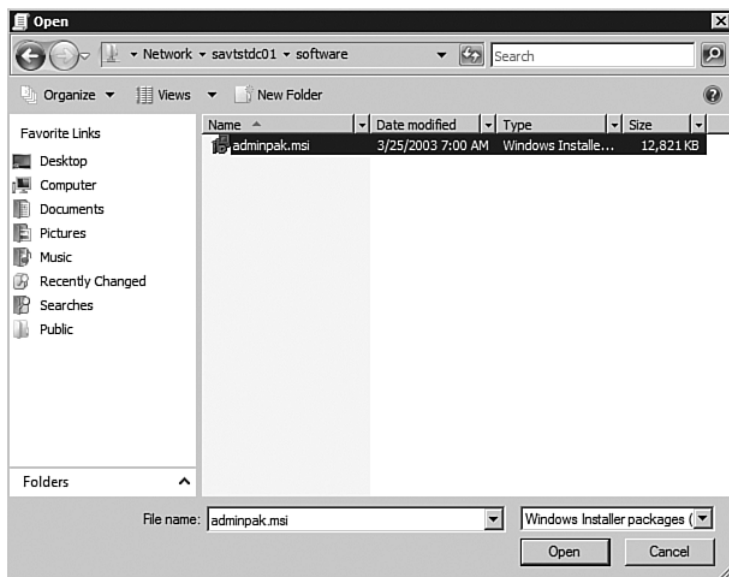 Open
Network savtstdc01 software
Search
Organize Views New Folder
Favorite Links
Desktop
Computer
Documents
Pictures
Music
Recently Changed
Searches
Public
Folders
Name Date modified Type Size
adminpak.msi 3/25/2003 7:00 AM Windows Installe... 12,821 KB
File name: adminpak.msi Windows Installer packages (
Open Cancel